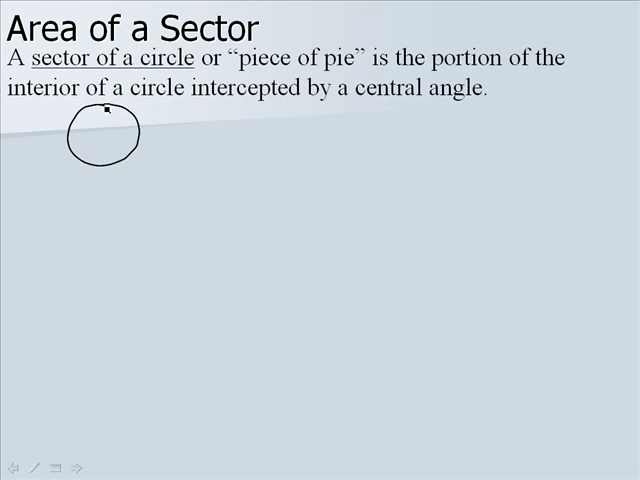 Area of a Sector
A sector of a circle or “piece of pie” is the portion of the
interior of a circle intercepted by a central angle.